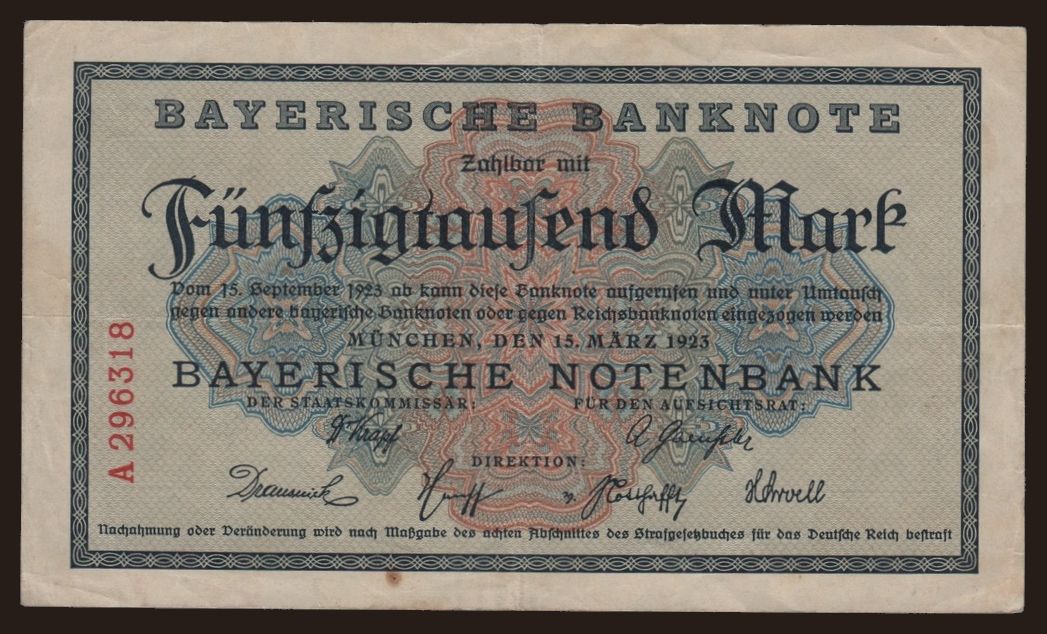 BAYERISCHE BANKNOTE
Zahlbar mit
Fünfzigtausend Mark
Vom 15. September 1923 ab kann diese Banknote aufgerufen und unter Umtausch
gegen andere bayerische Banknoten oder gegen Reichsbanknoten eingezogen werden
MÜNCHEN, DEN 15. MÄRZ 1923
BAYERISCHE NOTENBANK
DER STAATSKOMMISSAR: FÜR DEN AUFSICHTSRAT:
DIREKTION:
Nachahmung oder Veränderung wird nach Maßgabe des achten Abschnittes des Strafgesetzbuches für das Deutsche Reich bestraft
A 296318